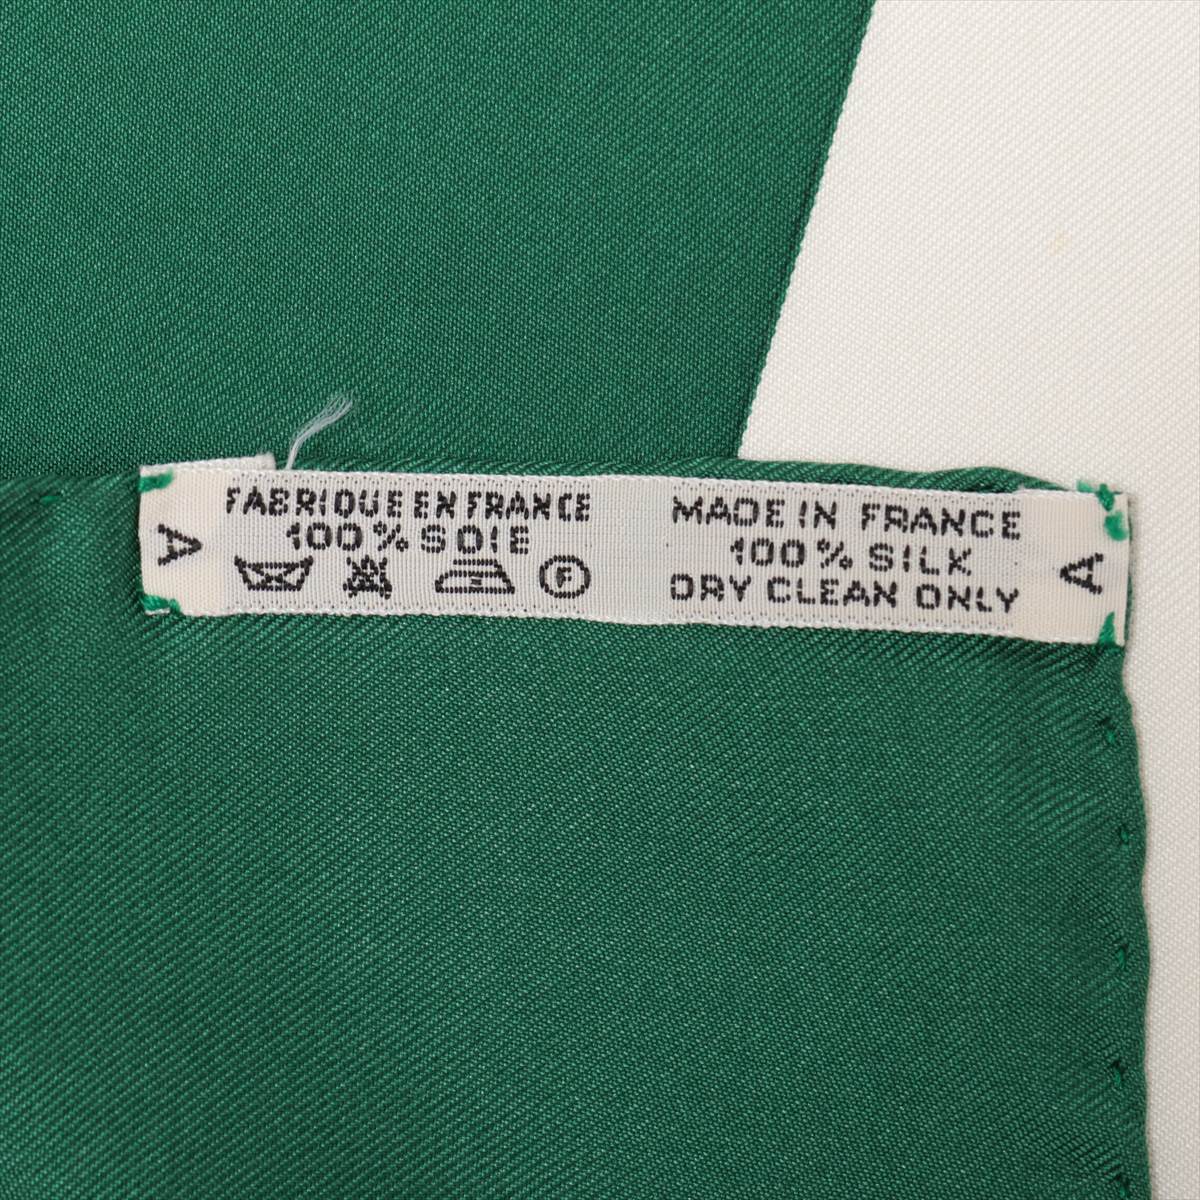 A
FABRIQUE EN FRANCE
100% SOIE
F
MADE IN FRANCE
100% SILK
DRY CLEAN ONLY
A